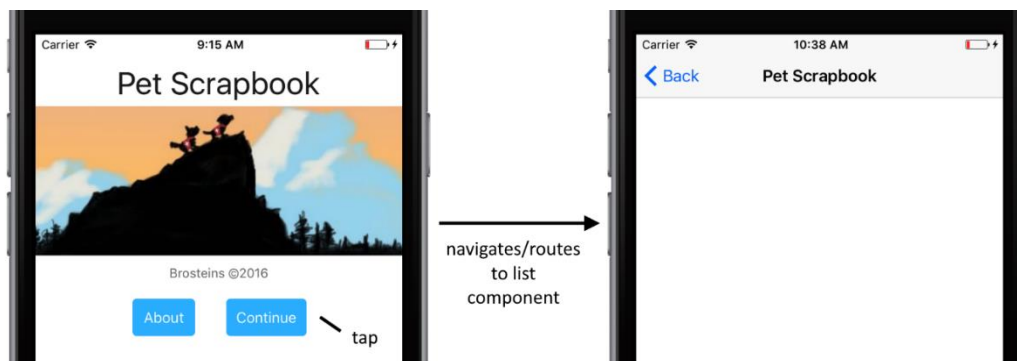 Carrier 9:15 AM
Pet Scrapbook
Brosteins ©2016
About Continue
tap
navigates/routes
to list
component
Carrier 10:38 AM
Back Pet Scrapbook